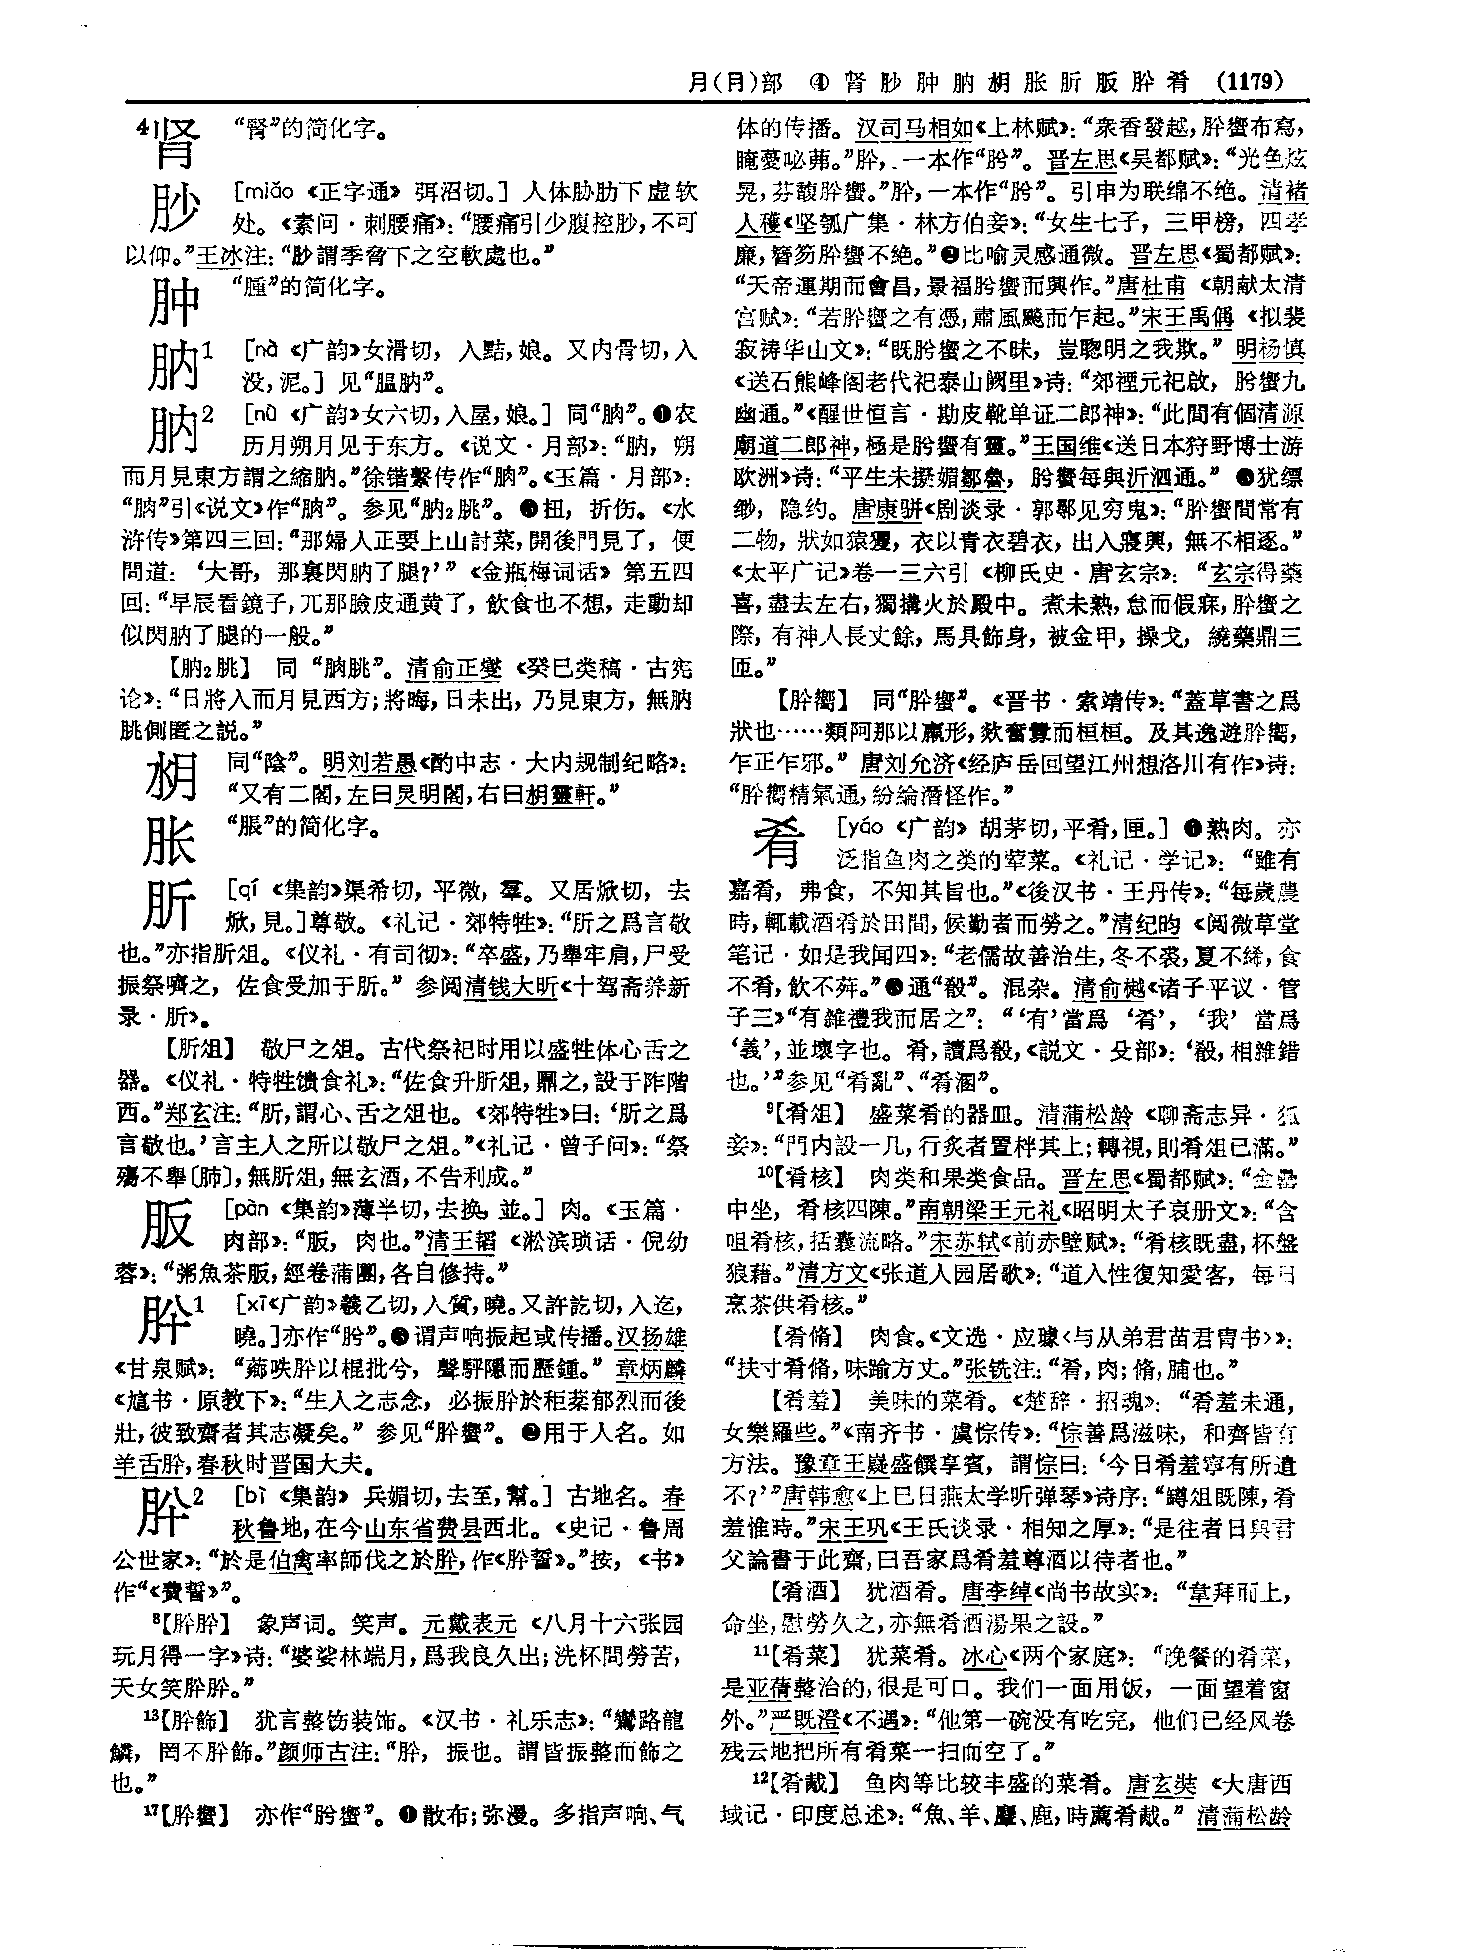 月(月)部 ④ 肾 䏚 肿 肭 𦙫 胀 肵 𦙀 肸 肴 (1179)
4肾 “腎”的简化字。
䏚 [miǎo 《正字通》 弭沼切。] 人体胁肋下虚软
处。《素问·刺腰痛》：“腰痛引少腹控䏚，不可
以仰。”王冰注：“䏚謂季脅下之空軟處也。”
肿 “腫”的简化字。
肭1 [nà 《广韵》女滑切，入黠，娘。又内骨切，入
没，泥。] 见“腽肭”。
肭2 [nǜ 《广韵》女六切，入屋，娘。] 同“朒”。❶农
历月朔月见于东方。《说文·月部》：“肭，朔
而月見東方謂之縮肭。”徐锴繫传作“朒”。《玉篇·月部》：
“肭”引《说文》作“朒”。参见“肭₂朓”。❷扭，折伤。《水
浒传》第四三回：“那婦人正要上山討菜，開後門見了，便
問道：‘大哥，那裏閃肭了腿？’”《金瓶梅词话》第五四
回：“早辰看鏡子，兀那臉皮通黄了，飲食也不想，走動却
似閃肭了腿的一般。”
【肭₂朓】 同“朒朓”。清俞正燮《癸巳类稿·古宪
论》：“日將入而月見西方；將晦，日未出，乃見東方，無肭
朓側匿之説。”
同“陰”。明刘若愚《酌中志·大内规制纪略》：
“又有二閣，左曰炅明閣，右曰靈軒。”
胀 “脹”的简化字。
肵 [qí 《集韵》渠希切，平微，羣。又居焮切，去
焮，見。]尊敬。《礼记·郊特牲》：“肵之爲言敬
也。”亦指肵俎。《仪礼·有司彻》：“卒盛，乃舉牢肩，尸受
振祭嚌之，佐食受加于肵。”参阅清钱大昕《十驾斋养新
录·肵》。
【肵俎】 敬尸之俎。古代祭祀时用以盛牲体心舌之
器。《仪礼·特牲馈食礼》：“佐食升肵俎，鼏之，設于阼階
西。”郑玄注：“肵，謂心、舌之俎也。《郊特牲》曰：‘肵之爲
言敬也。’言主人之所以敬尸之俎。”《礼记·曾子问》：“祭
殤不舉〔肺〕，無肵俎，無玄酒，不告利成。”
[pàn 《集韵》薄半切，去换，並。] 肉。《玉篇·
肉部》：“，肉也。”清王韬《淞滨琐话·倪幼
蓉》：“粥魚茶，經卷蒲團，各自修持。”
肸1 [xī《广韵》羲乙切，入質，曉。又許訖切，入迄，
曉。]亦作“肹”。❶谓声响振起或传播。汉扬雄
《甘泉赋》：“薌呹肸以棍批兮，聲駍隱而歷鍾。”章炳麟
《訄书·原教下》：“生人之志念，必振肸於秬鬯郁烈而後
壯，彼致齋者其志凝矣。”参见“肸蠁”。❷用于人名。如
羊舌肸，春秋时晋国大夫。
肸2 [bì 《集韵》兵媚切，去至，幫。] 古地名。春
秋鲁地，在今山东省费县西北。《史记·鲁周
公世家》：“於是伯禽率師伐之於肸，作《肸誓》。”按，《书》
作“《費誓》”。
8【肸肸】 象声词。笑声。元戴表元《八月十六张园
玩月得一字》诗：“婆娑林端月，爲我良久出；洗杯問勞苦，
天女笑肸肸。”
13【肸飾】 犹言整饬装饰。《汉书·礼乐志》：“鸞路龍
鱗，罔不肸飾。”颜师古注：“肸，振也。謂皆振整而飾之
也。”
17【肸蠁】 亦作“肹蠁”。❶散布；弥漫。多指声响、气
体的传播。汉司马相如《上林赋》：“衆香發越，肸蠁布寫，
晻薆咇茀。”肸，一本作“肹”。晋左思《吴都赋》：“光色炫
晃，芬馥肸蠁。”肸，一本作“肹”。引申为联绵不绝。清褚
人穫《坚瓠广集·林方伯妾》：“女生七子，三甲榜，四孝
廉，簪笏肸蠁不絶。”❷比喻灵感通微。晋左思《蜀都赋》：
“天帝運期而會昌，景福肹蠁而興作。”唐杜甫《朝献太清
宫赋》：“若肸蠁之有憑，肅風飈而乍起。”宋王禹偁《拟裴
寂祷华山文》：“既肹蠁之不昧，豈聰明之我欺。”明杨慎
《送石熊峰阁老代祀泰山阙里》诗：“郊禋元祀啟，肹蠁九
幽通。”《醒世恒言·勘皮靴单证二郎神》：“此間有個清源
廟道二郎神，極是肹蠁有靈。”王国维《送日本狩野博士游
欧洲》诗：“平生未擬媚鄒魯，肹蠁每與沂泗通。”❸犹缥
缈，隐约。唐康骈《剧谈录·郭鄩见穷鬼》：“肸蠁間常有
二物，狀如猿玃，衣以青衣碧衣，出入寢興，無不相逐。”
《太平广记》卷一三六引《柳氏史·唐玄宗》：“玄宗得藥
喜，盡去左右，獨搆火於殿中。煮未熟，怠而假寐，肸蠁之
際，有神人長丈餘，馬具飾身，被金甲，操戈，繞藥鼎三
匝。”
【肸嚮】 同“肸蠁”。《晋书·索靖传》：“蓋草書之爲
狀也……類阿那以羸形，欻奮亹而桓桓。及其逸遊肸嚮，
乍正乍邪。”唐刘允济《经庐岳回望江州想洛川有作》诗：
“肸嚮精氣通，紛綸潛怪作。”
肴 [yáo 《广韵》胡茅切，平肴，匣。] ❶熟肉。亦
泛指鱼肉之类的荤菜。《礼记·学记》：“雖有
嘉肴，弗食，不知其旨也。”《後汉书·王丹传》：“每歲農
時，輒載酒肴於田間，候勤者而勞之。”清纪昀《阅微草堂
笔记·如是我闻四》：“老儒故善治生，冬不裘，夏不絺，食
不肴，飲不荈。”❷通“殽”。混杂。清俞樾《诸子平议·管
子三》“有雜禮我而居之”：“‘有’當爲‘肴’，‘我’當爲
‘義’，並壞字也。肴，讀爲殽，《説文·殳部》：‘殽，相雜錯
也。’”参见“肴亂”、“肴溷”。
9【肴俎】 盛菜肴的器皿。清蒲松龄《聊斋志异·狐
妾》：“門内設一几，行炙者置柈其上；轉視，則肴俎已滿。”
10【肴核】 肉类和果类食品。晋左思《蜀都赋》：“金罍
中坐，肴核四陳。”南朝梁王元礼《昭明太子哀册文》：“含
咀肴核，括囊流略。”宋苏轼《前赤壁赋》：“肴核既盡，杯盤
狼藉。”清方文《张道人园居歌》：“道人性復知愛客，每日
烹茶供肴核。”
【肴脩】 肉食。《文选·应璩〈与从弟君苗君冑书〉》：
“扶寸肴脩，味踰方丈。”张铣注：“肴，肉；脩，脯也。”
【肴羞】 美味的菜肴。《楚辞·招魂》：“肴羞未通，
女樂羅些。”《南齐书·虞悰传》：“悰善爲滋味，和齊皆有
方法。豫章王嶷盛饌享賓，謂悰曰：‘今日肴羞寧有所遺
不？’”唐韩愈《上巳日燕太学听弹琴》诗序：“罇俎既陳，肴
羞惟時。”宋王巩《王氏谈录·相知之厚》：“是往者日與君
父論書于此齋，曰吾家爲肴羞尊酒以待者也。”
【肴酒】 犹酒肴。唐李绰《尚书故实》：“韋拜而上，
命坐，慰勞久之，亦無肴酒湯果之設。”
11【肴菜】 犹菜肴。冰心《两个家庭》：“晚餐的肴菜，
是亚倩整治的，很是可口。我们一面用饭，一面望着窗
外。”严既澄《不遇》：“他第一碗没有吃完，他们已经风卷
残云地把所有肴菜一扫而空了。”
12【肴胾】 鱼肉等比较丰盛的菜肴。唐玄奘《大唐西
域记·印度总述》：“魚、羊、麞、鹿，時薦肴胾。”清蒲松龄